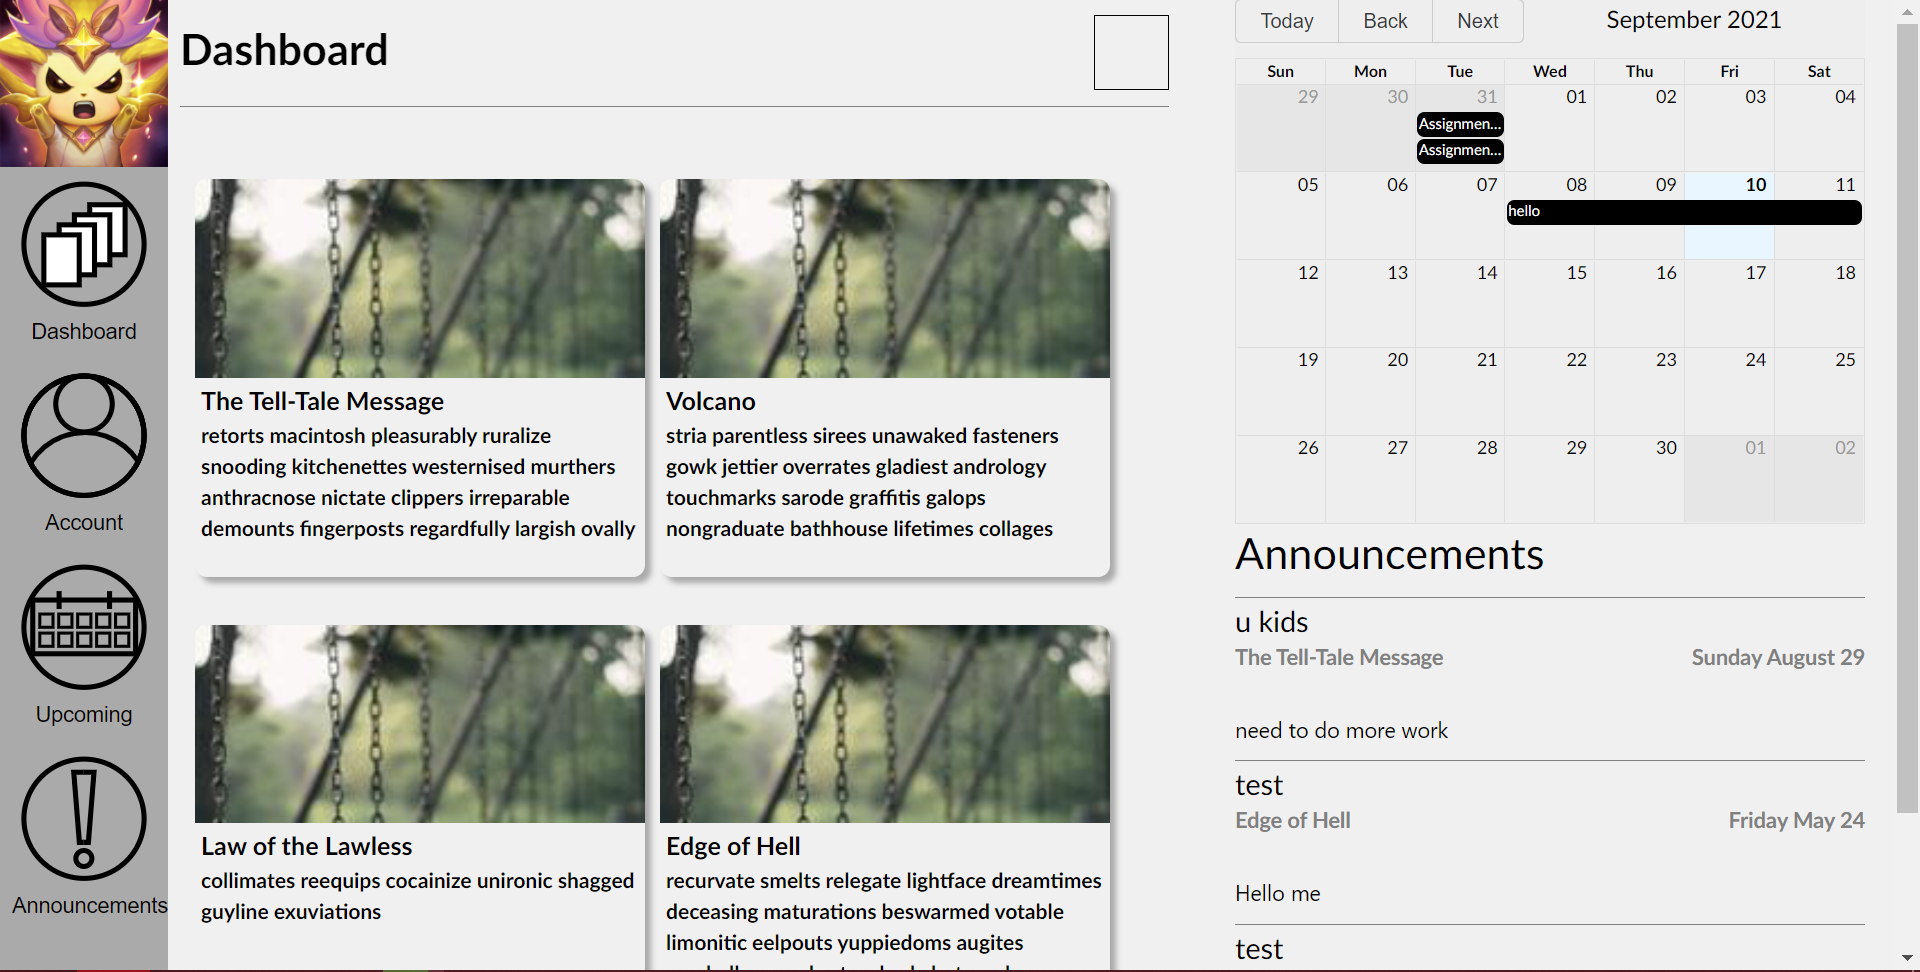 Dashboard
Account
Upcoming
Announcements
Dashboard
The Tell-Tale Message
retorts macintosh pleasurably ruralize
snooding kitchenettes westernised murthers
anthracnose nictate clippers irreparable
demounts fingerposts regardfully largish ovally
Volcano
stria parentless sirees unawaked fasteners
gowk jettier overrates gladiest andrology
touchmarks sarode graffitis galops
nongraduate bathhouse lifetimes collages
Law of the Lawless
collimates reequips cocainize unironic shagged
guyline exuviations
Edge of Hell
recurvate smelts relegate lightface dreamtimes
deceasing maturations beswarmed votable
limonitic eelpouts yuppiedoms augites
Today Back Next September 2021
Sun Mon Tue Wed Thu Fri Sat
29 30 31 01 02 03 04
Assignmen...
Assignmen...
05 06 07 08 09 10 11
hello
12 13 14 15 16 17 18
19 20 21 22 23 24 25
26 27 28 29 30 01 02
Announcements
u kids
The Tell-Tale Message Sunday August 29
need to do more work
test
Edge of Hell Friday May 24
Hello me
test